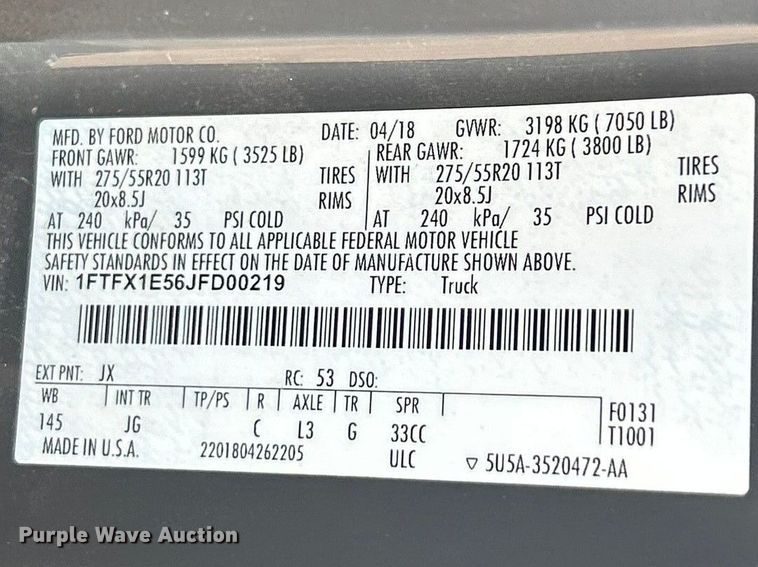 MFD. BY FORD MOTOR CO. DATE: 04/18 GVWR: 3198 KG ( 7050 LB)
FRONT GAWR: 1599 KG ( 3525 LB) REAR GAWR: 1724 KG ( 3800 LB)
WITH 275/55R20 113T TIRES WITH 275/55R20 113T TIRES
20x8.5J RIMS 20x8.5J RIMS
AT 240 kPa/ 35 PSI COLD AT 240 kPa/ 35 PSI COLD
THIS VEHICLE CONFORMS TO ALL APPLICABLE FEDERAL MOTOR VEHICLE
SAFETY STANDARDS IN EFFECT ON THE DATE OF MANUFACTURE SHOWN ABOVE.
VIN: 1FTFX1E56JFD00219 TYPE: Truck
EXT PNT: JX RC: 53 DSO:
WB INT TR TP/PS R AXLE TR SPR F0131
145 JG C L3 G 33CC T1001
MADE IN U.S.A. 2201804262205 ULC ▽ 5U5A-3520472-AA
Purple Wave Auction